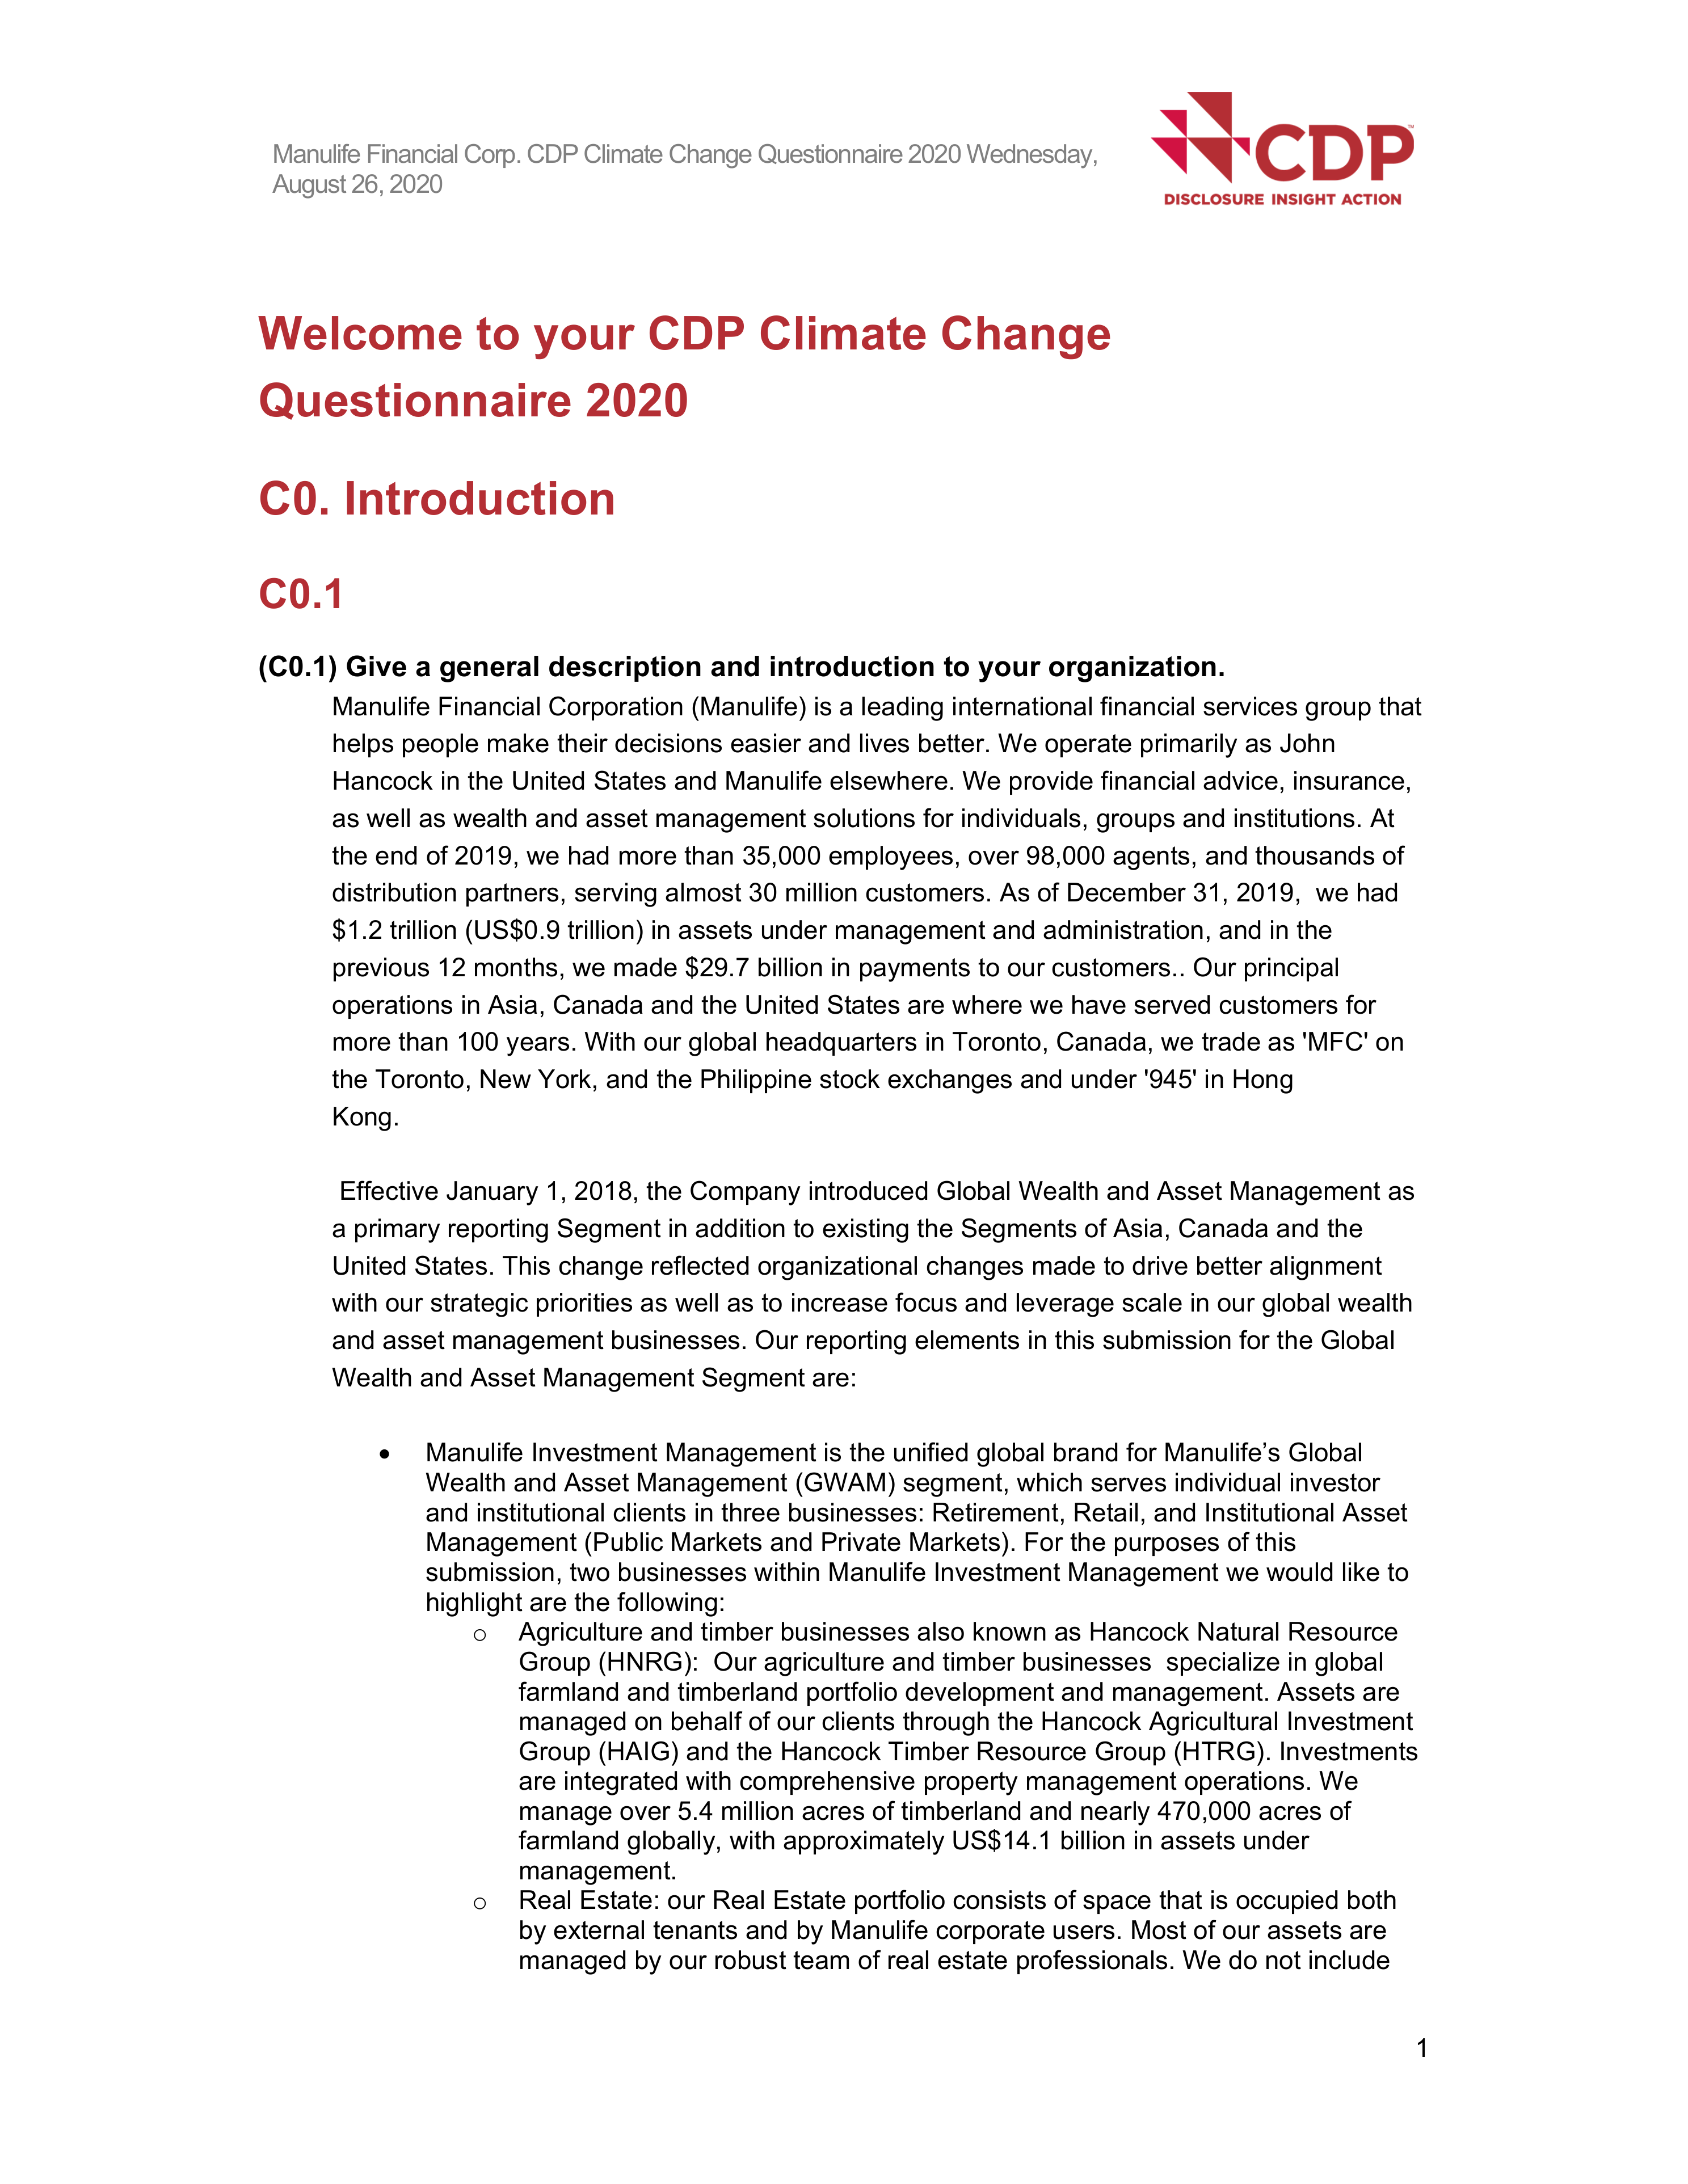 Manulife Financial Corp. CDP Climate Change Questionnaire 2020 Wednesday,
August 26, 2020
CDP™
DISCLOSURE INSIGHT ACTION
Welcome to your CDP Climate Change
Questionnaire 2020
C0. Introduction
C0.1
(C0.1) Give a general description and introduction to your organization.
Manulife Financial Corporation (Manulife) is a leading international financial services group that
helps people make their decisions easier and lives better. We operate primarily as John
Hancock in the United States and Manulife elsewhere. We provide financial advice, insurance,
as well as wealth and asset management solutions for individuals, groups and institutions. At
the end of 2019, we had more than 35,000 employees, over 98,000 agents, and thousands of
distribution partners, serving almost 30 million customers. As of December 31, 2019,  we had
$1.2 trillion (US$0.9 trillion) in assets under management and administration, and in the
previous 12 months, we made $29.7 billion in payments to our customers.. Our principal
operations in Asia, Canada and the United States are where we have served customers for
more than 100 years. With our global headquarters in Toronto, Canada, we trade as 'MFC' on
the Toronto, New York, and the Philippine stock exchanges and under '945' in Hong
Kong.
Effective January 1, 2018, the Company introduced Global Wealth and Asset Management as
a primary reporting Segment in addition to existing the Segments of Asia, Canada and the
United States. This change reflected organizational changes made to drive better alignment
with our strategic priorities as well as to increase focus and leverage scale in our global wealth
and asset management businesses. Our reporting elements in this submission for the Global
Wealth and Asset Management Segment are:
• Manulife Investment Management is the unified global brand for Manulife’s Global
Wealth and Asset Management (GWAM) segment, which serves individual investor
and institutional clients in three businesses: Retirement, Retail, and Institutional Asset
Management (Public Markets and Private Markets). For the purposes of this
submission, two businesses within Manulife Investment Management we would like to
highlight are the following:
o Agriculture and timber businesses also known as Hancock Natural Resource
Group (HNRG):  Our agriculture and timber businesses  specialize in global
farmland and timberland portfolio development and management. Assets are
managed on behalf of our clients through the Hancock Agricultural Investment
Group (HAIG) and the Hancock Timber Resource Group (HTRG). Investments
are integrated with comprehensive property management operations. We
manage over 5.4 million acres of timberland and nearly 470,000 acres of
farmland globally, with approximately US$14.1 billion in assets under
management.
o Real Estate: our Real Estate portfolio consists of space that is occupied both
by external tenants and by Manulife corporate users. Most of our assets are
managed by our robust team of real estate professionals. We do not include
1